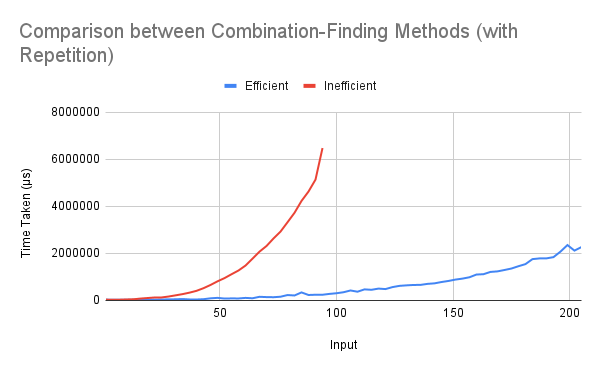 Comparison between Combination-Finding Methods (with
Repetition)
Efficient
Inefficient
8000000
6000000
4000000
2000000
0
Time Taken (μs)
50
100
150
200
Input